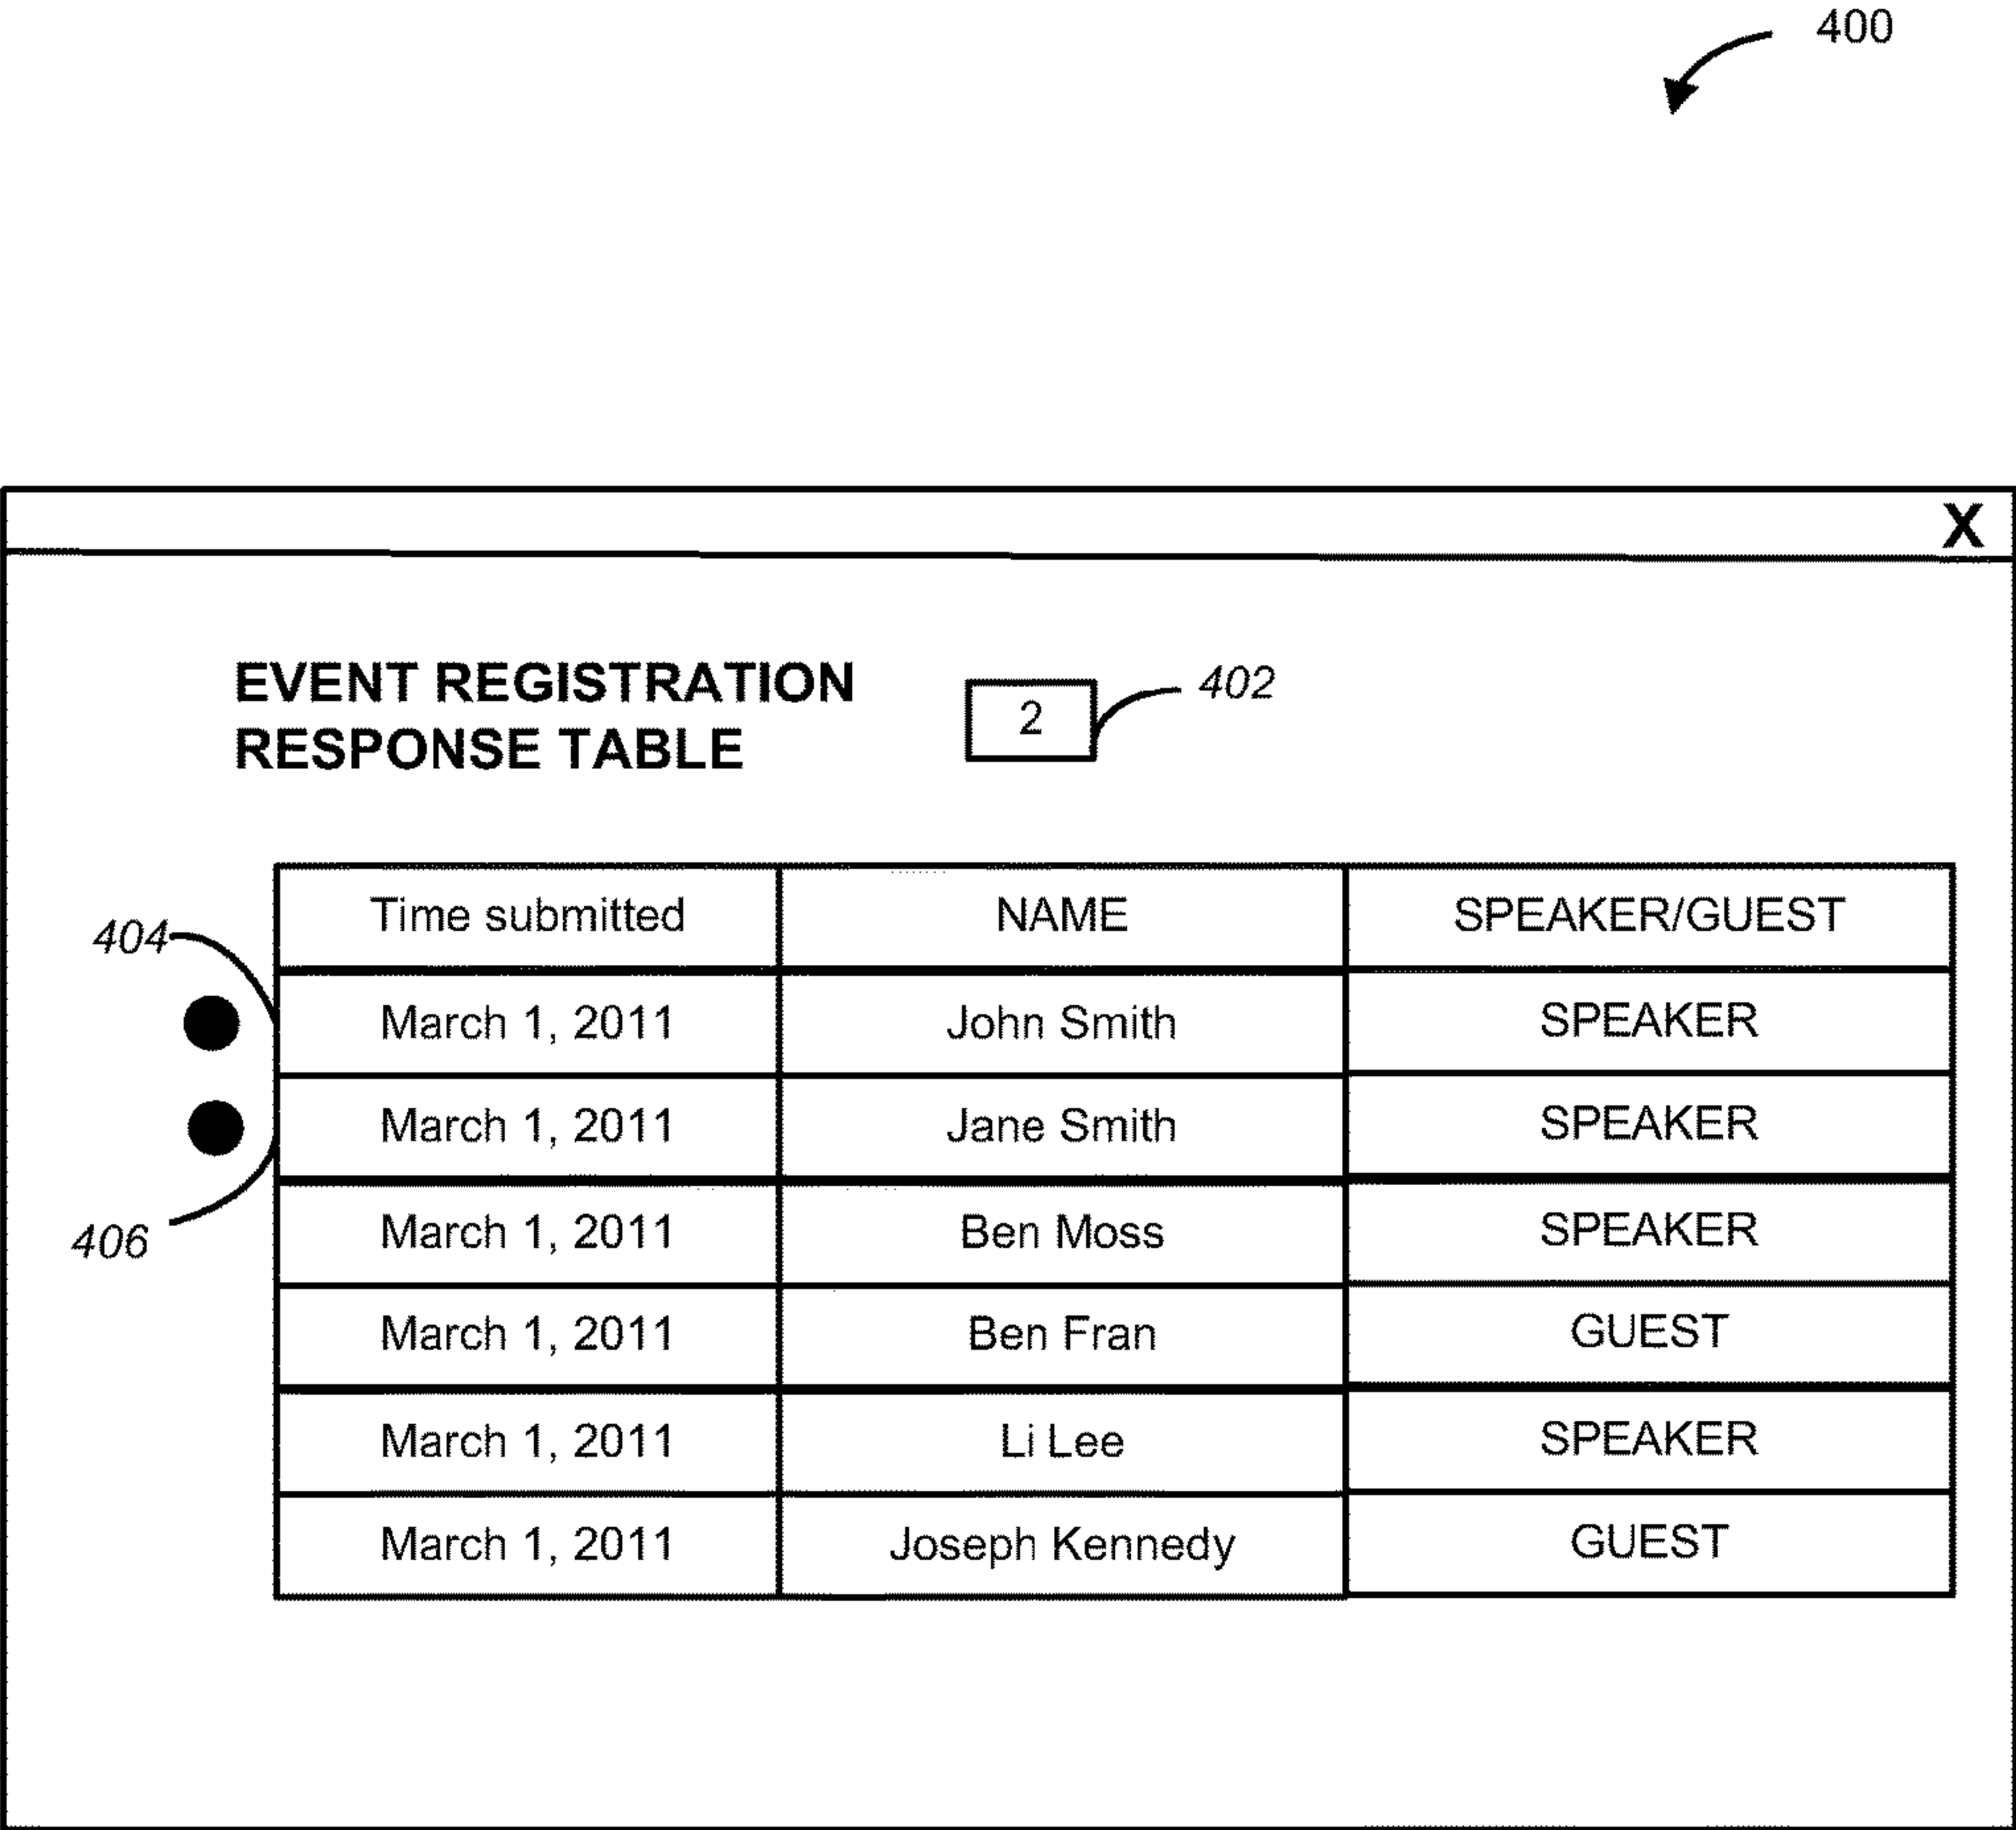 400
X
EVENT REGISTRATION
RESPONSE TABLE
2
402
Time submitted NAME SPEAKER/GUEST
404
March 1, 2011 John Smith SPEAKER
March 1, 2011 Jane Smith SPEAKER
406
March 1, 2011 Ben Moss SPEAKER
March 1, 2011 Ben Fran GUEST
March 1, 2011 Li Lee SPEAKER
March 1, 2011 Joseph Kennedy GUEST